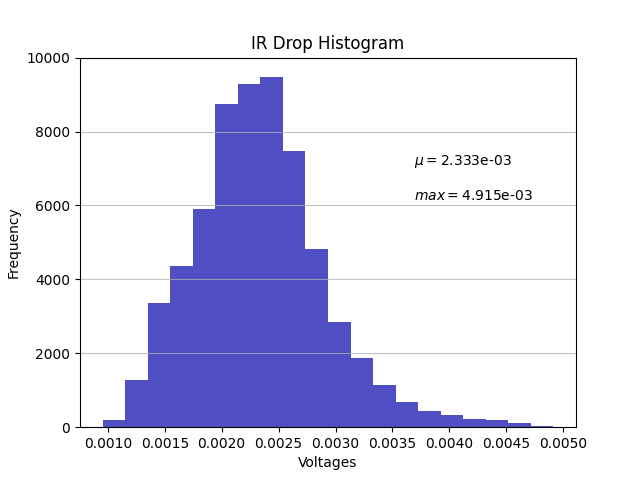 IR Drop Histogram
10000
8000
6000
4000
2000
0
Frequency
μ = 2.333e-03
max = 4.915e-03
0.0010 0.0015 0.0020 0.0025 0.0030 0.0035 0.0040 0.0045 0.0050
Voltages